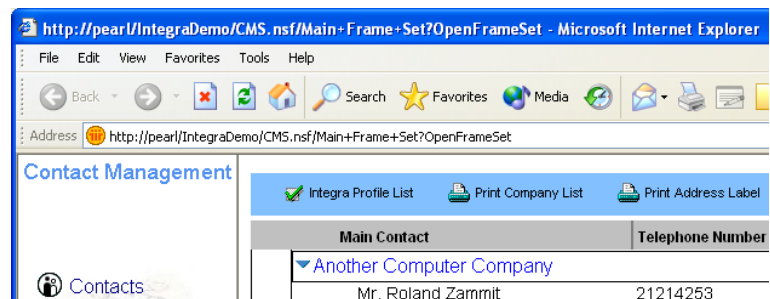 http://pearl/IntegraDemo/CMS.nsf/Main+Frame+Set?OpenFrameSet - Microsoft Internet Explorer
File Edit View Favorites Tools Help
Back Search Favorites Media
Address http://pearl/IntegraDemo/CMS.nsf/Main+Frame+Set?OpenFrameSet
Contact Management
Integra Profile List Print Company List Print Address Label
Main Contact Telephone Number
Another Computer Company
Contacts
Mr. Roland Zammit 21214253